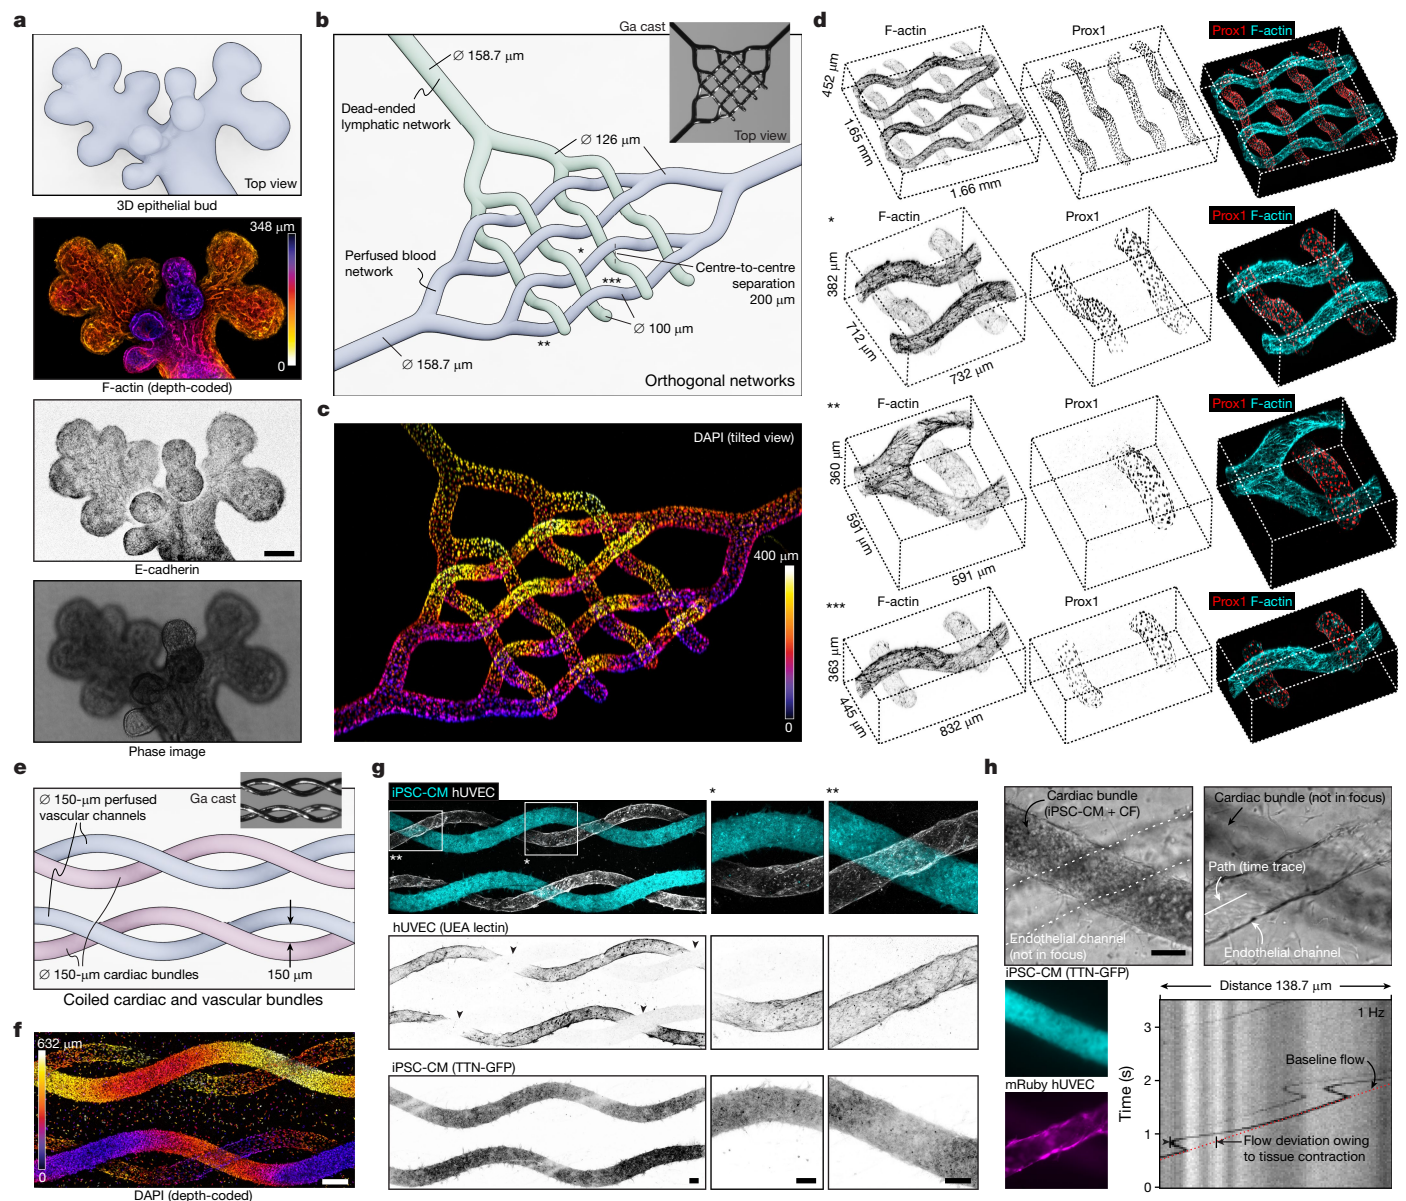 a
Top view
3D epithelial bud
348 µm
0
F-actin (depth-coded)
E-cadherin
Phase image
b
Ga cast
Top view
Ø 158.7 µm
Dead-ended
lymphatic network
Ø 126 µm
Perfused blood
network
*
***
Centre-to-centre
separation
200 µm
Ø 100 µm
**
Ø 158.7 µm
Orthogonal networks
c
DAPI (tilted view)
400 µm
0
d
F-actin
Prox1
Prox1 F-actin
452 µm
1.65 mm
1.66 mm
*
F-actin
Prox1
Prox1 F-actin
382 µm
712 µm
732 µm
**
F-actin
Prox1
Prox1 F-actin
360 µm
591 µm
591 µm
***
F-actin
Prox1
Prox1 F-actin
363 µm
445 µm
832 µm
e
Ø 150-µm perfused
vascular channels
Ga cast
Ø 150-µm cardiac bundles
150 µm
Coiled cardiac and vascular bundles
f
632 µm
0
DAPI (depth-coded)
g
iPSC-CM hUVEC
**
*
*
**
hUVEC (UEA lectin)
iPSC-CM (TTN-GFP)
h
Cardiac bundle
(iPSC-CM + CF)
Endothelial channel
(not in focus)
Cardiac bundle (not in focus)
Path (time trace)
Endothelial channel
iPSC-CM (TTN-GFP)
mRuby hUVEC
Distance 138.7 µm
1 Hz
Baseline flow
Flow deviation owing
to tissue contraction
Time (s)
3
2
1
0